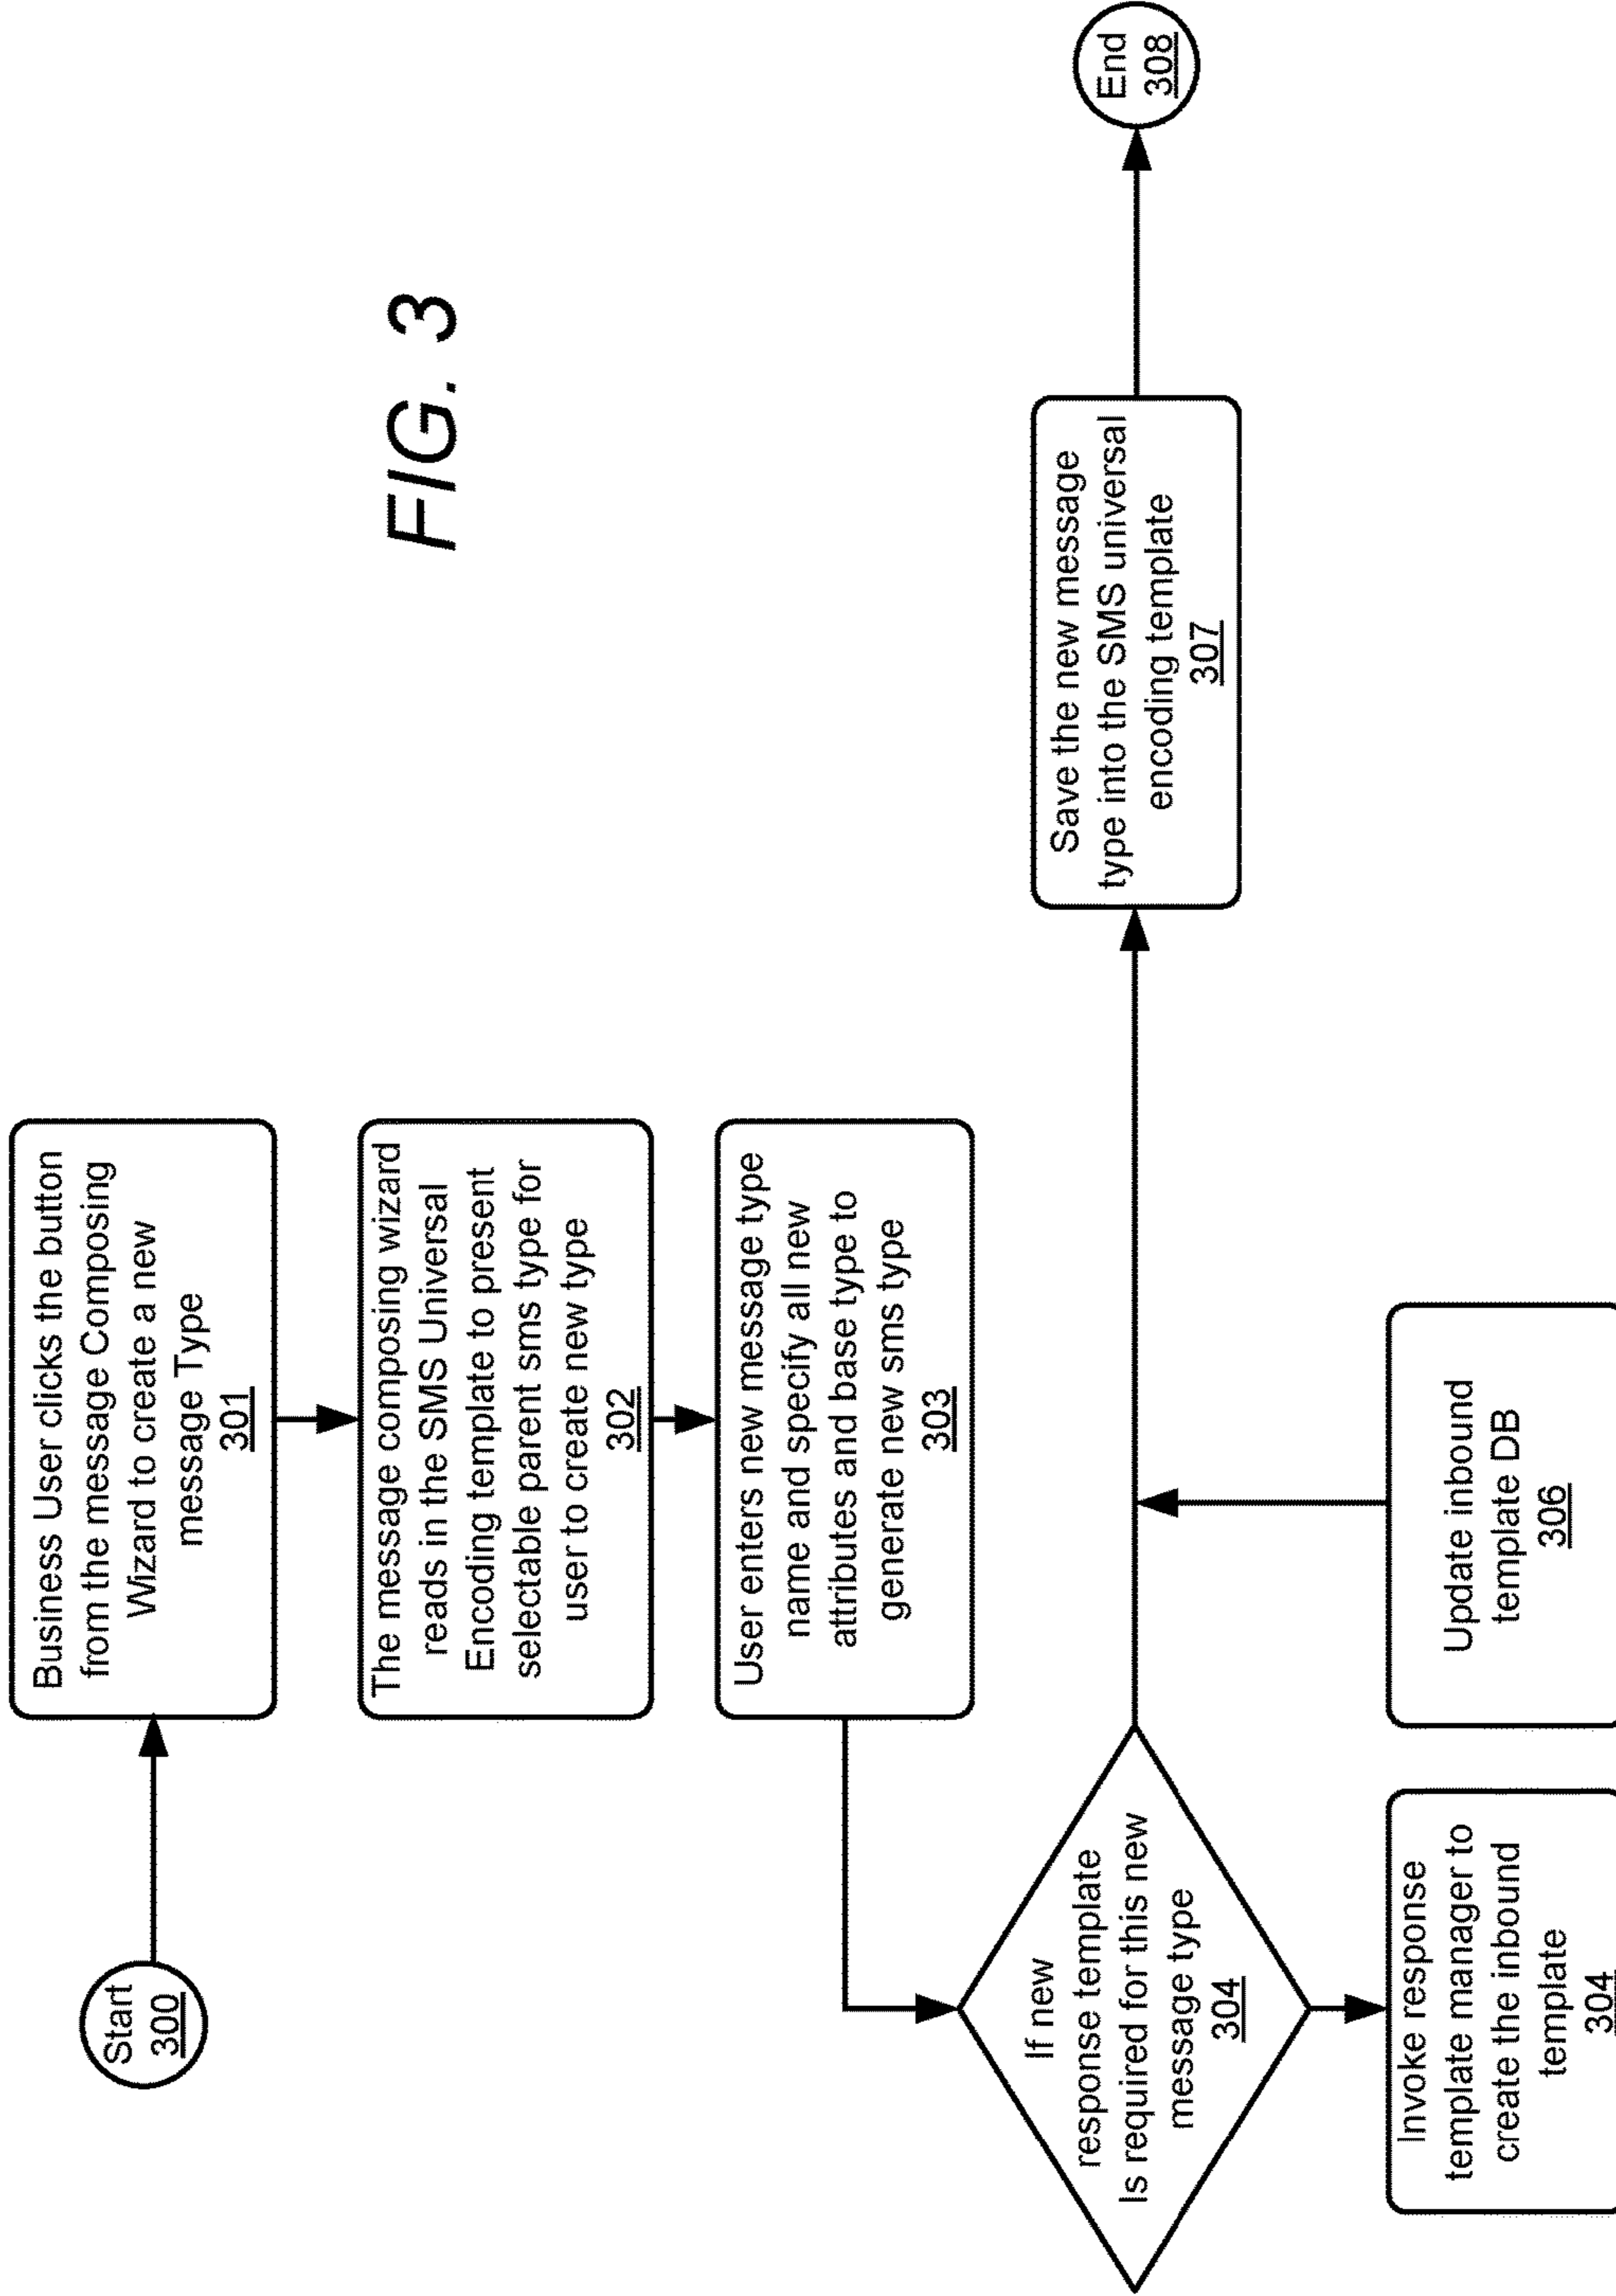 Start
300
Business User clicks the button
from the message Composing
Wizard to create a new
message Type
301
The message composing wizard
reads in the SMS Universal
Encoding template to present
selectable parent sms type for
user to create new type
302
User enters new message type
name and specify all new
attributes and base type to
generate new sms type
303
If new
response template
Is required for this new
message type
304
Invoke response
template manager to
create the inbound
template
304
Update inbound
template DB
306
Save the new message
type into the SMS universal
encoding template
307
End
308
FIG. 3